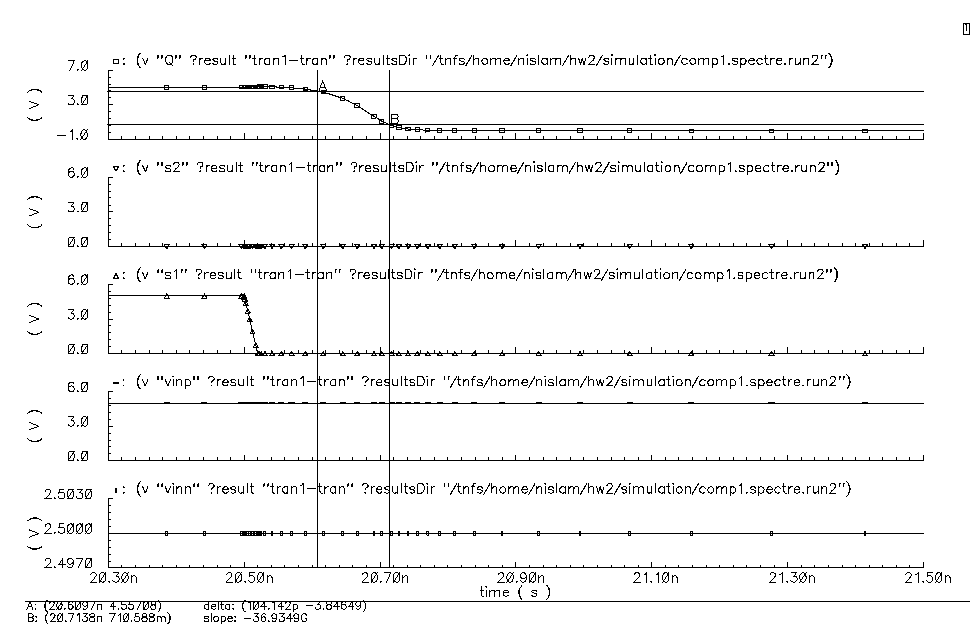 : (v "Q" ?result "tran1-tran" ?resultsDir "/tnfs/home/nislam/hw2/simulation/comp1.spectre.run2")
7.0
3.0
-1.0
(V)
: (v "s2" ?result "tran1-tran" ?resultsDir "/tnfs/home/nislam/hw2/simulation/comp1.spectre.run2")
6.0
3.0
0.0
(V)
: (v "s1" ?result "tran1-tran" ?resultsDir "/tnfs/home/nislam/hw2/simulation/comp1.spectre.run2")
6.0
3.0
0.0
(V)
: (v "vinp" ?result "tran1-tran" ?resultsDir "/tnfs/home/nislam/hw2/simulation/comp1.spectre.run2")
6.0
3.0
0.0
(V)
: (v "vinn" ?result "tran1-tran" ?resultsDir "/tnfs/home/nislam/hw2/simulation/comp1.spectre.run2")
2.5030
2.5000
2.4970
(V)
A
B
20.30n 20.50n 20.70n 20.90n 21.10n 21.30n 21.50n
time ( s )
A: (20.6097n 4.55708) delta: (104.142p -3.84649)
B: (20.7138n 710.588m) slope: -36.9349G